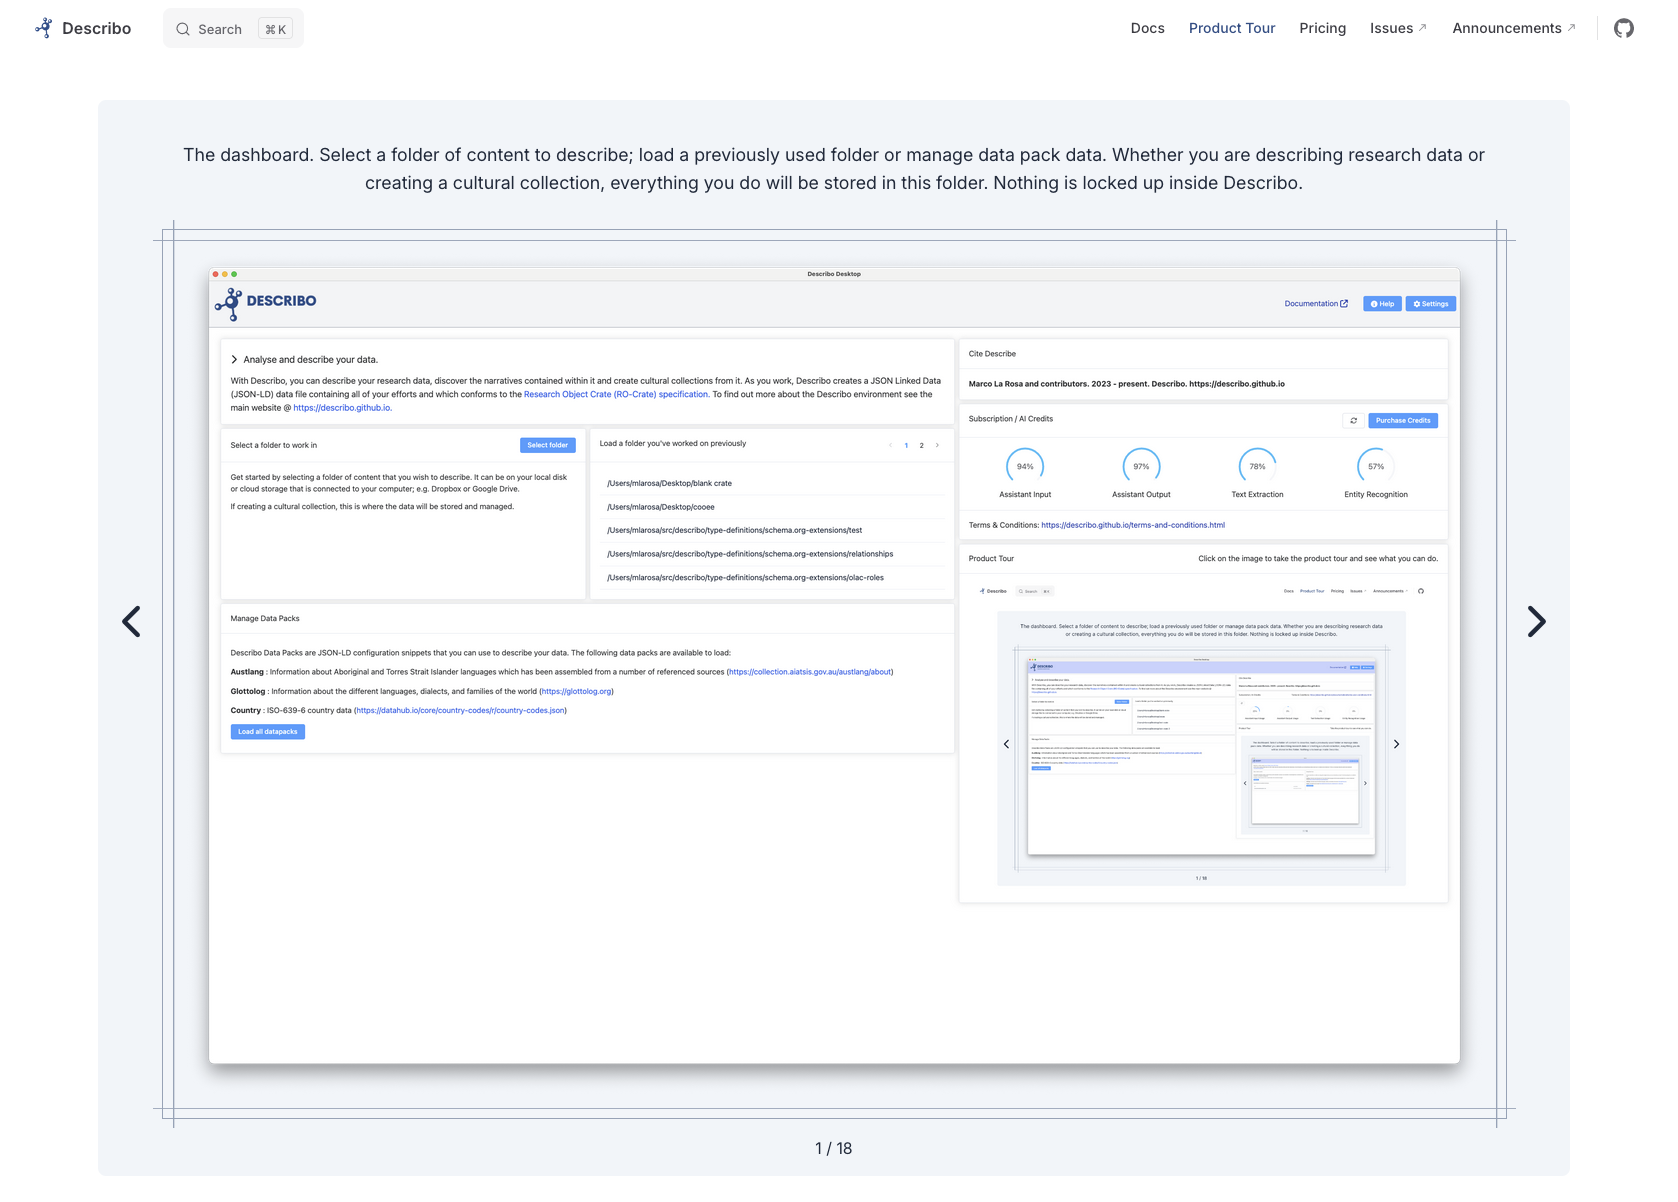 Describo
Search
⌘ K
Docs
Product Tour
Pricing
Issues
Announcements
The dashboard. Select a folder of content to describe; load a previously used folder or manage data pack data. Whether you are describing research data or
creating a cultural collection, everything you do will be stored in this folder. Nothing is locked up inside Describo.
Describo Desktop
DESCRIBO
Documentation
Help
Settings
Analyse and describe your data.
With Describo, you can describe your research data, discover the narratives contained within it and create cultural collections from it. As you work, Describo creates a JSON Linked Data
(JSON-LD) data file containing all of your efforts and which conforms to the Research Object Crate (RO-Crate) specification. To find out more about the Describo environment see the
main website @ https://describo.github.io.
Select a folder to work in
Select folder
Get started by selecting a folder of content that you wish to describe. It can be on your local disk
or cloud storage that is connected to your computer; e.g. Dropbox or Google Drive.
If creating a cultural collection, this is where the data will be stored and managed.
Load a folder you've worked on previously
1
2
/Users/mlarosa/Desktop/blank crate
/Users/mlarosa/Desktop/cooee
/Users/mlarosa/src/describo/type-definitions/schema.org-extensions/test
/Users/mlarosa/src/describo/type-definitions/schema.org-extensions/relationships
/Users/mlarosa/src/describo/type-definitions/schema.org-extensions/olac-roles
Manage Data Packs
Describo Data Packs are JSON-LD configuration snippets that you can use to describe your data. The following data packs are available to load:
Austlang : Information about Aboriginal and Torres Strait Islander languages which has been assembled from a number of referenced sources (https://collection.aiatsis.gov.au/austlang/about)
Glottolog : Information about the different languages, dialects, and families of the world (https://glottolog.org)
Country : ISO-639-6 country data (https://datahub.io/core/country-codes/r/country-codes.json)
Load all datapacks
Cite Describe
Marco La Rosa and contributors. 2023 - present. Describo. https://describo.github.io
Subscription / AI Credits
Purchase Credits
94%
97%
78%
57%
Assistant Input
Assistant Output
Text Extraction
Entity Recognition
Terms & Conditions: https://describo.github.io/terms-and-conditions.html
Product Tour
Click on the image to take the product tour and see what you can do.
Describo
Search
Docs
Product Tour
Pricing
Issues
Announcements
The dashboard. Select a folder of content to describe; load a previously used folder or manage data pack data. Whether you are describing research data
or creating a cultural collection, everything you do will be stored in this folder. Nothing is locked up inside Describo.
1 / 18
1 / 18